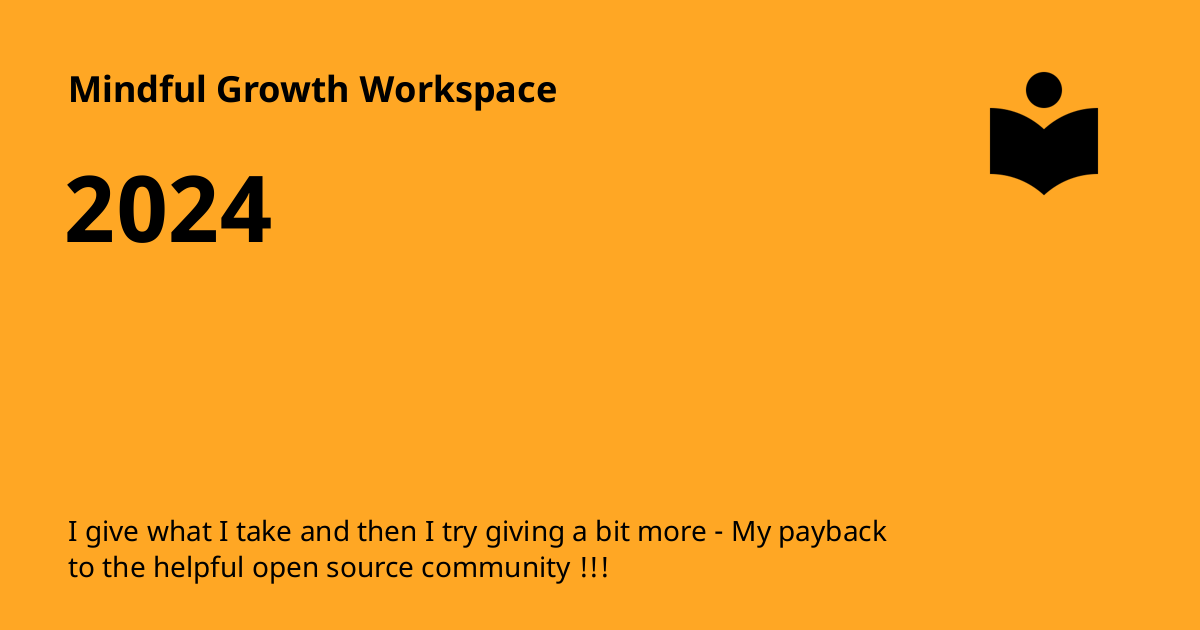 Mindful Growth Workspace
2024
I give what I take and then I try giving a bit more - My payback
to the helpful open source community !!!